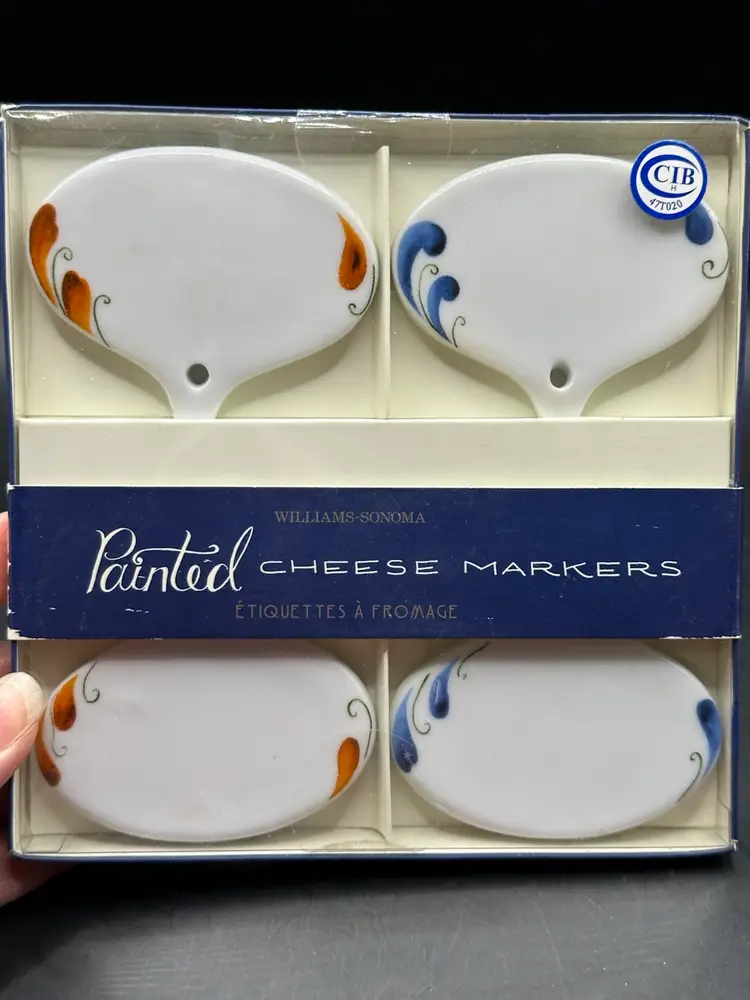 CIB
H
47T020
WILLIAMS-SONOMA
Painted CHEESE MARKERS
ÉTIQUETTES À FROMAGE